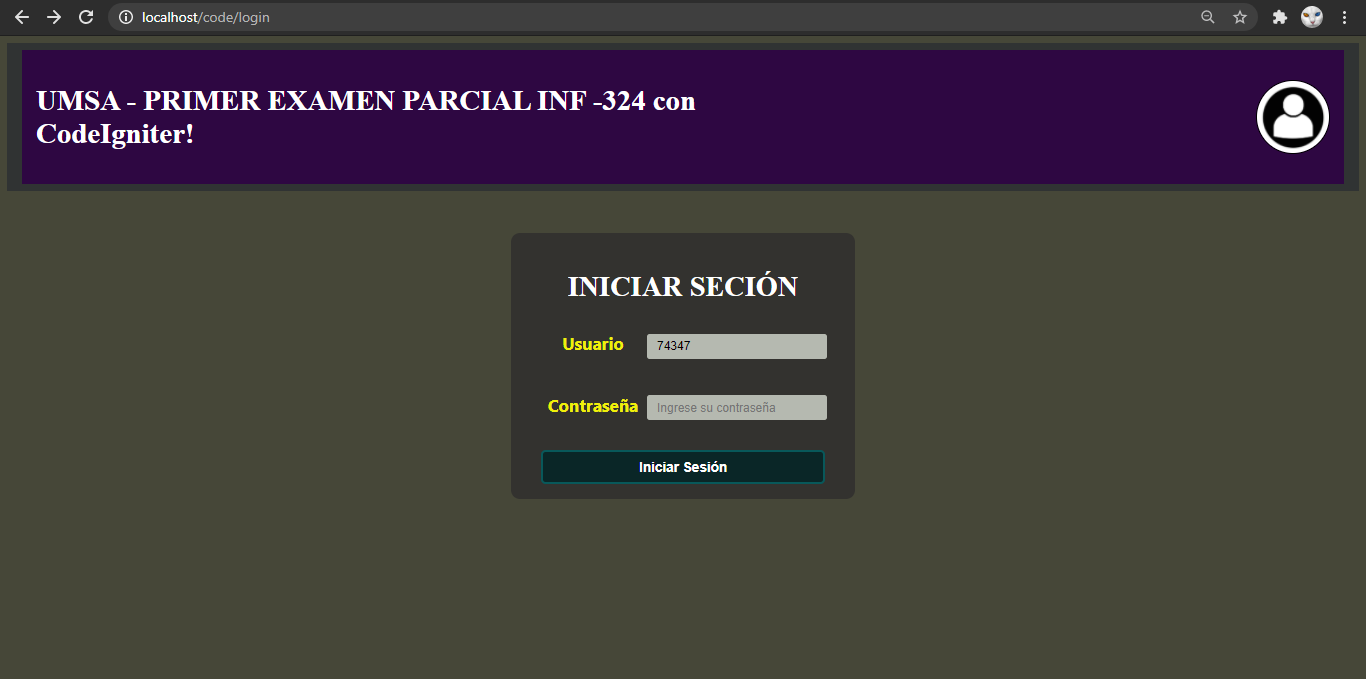 localhost/code/login
UMSA - PRIMER EXAMEN PARCIAL INF -324 con
CodeIgniter!
INICIAR SECIÓN
Usuario 74347
Contraseña Ingrese su contraseña
Iniciar Sesión